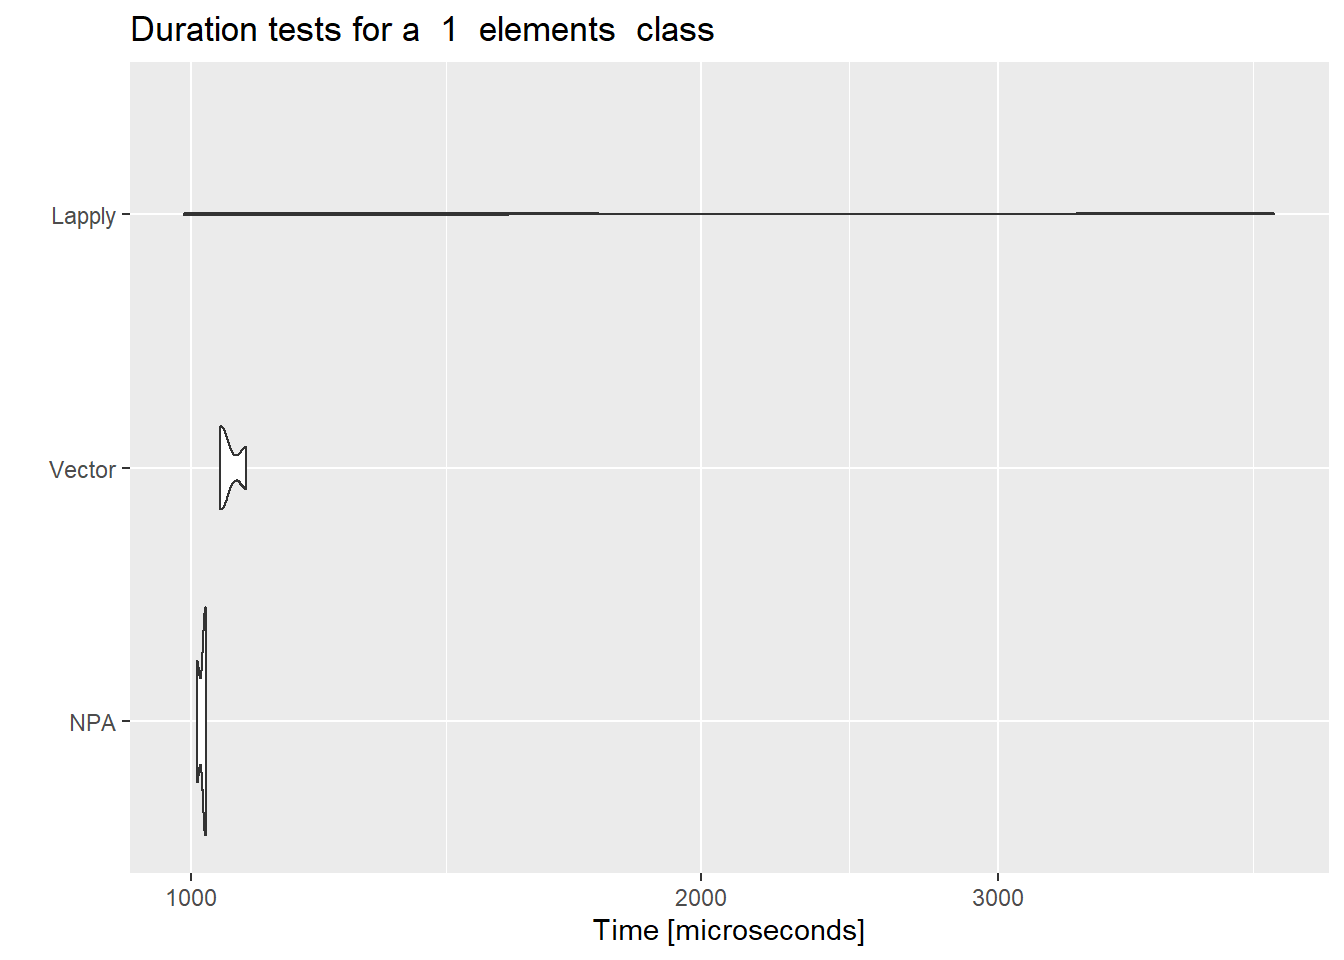 Duration tests for a  1  elements  class
Lapply
Vector
NPA
1000
2000
3000
Time [microseconds]